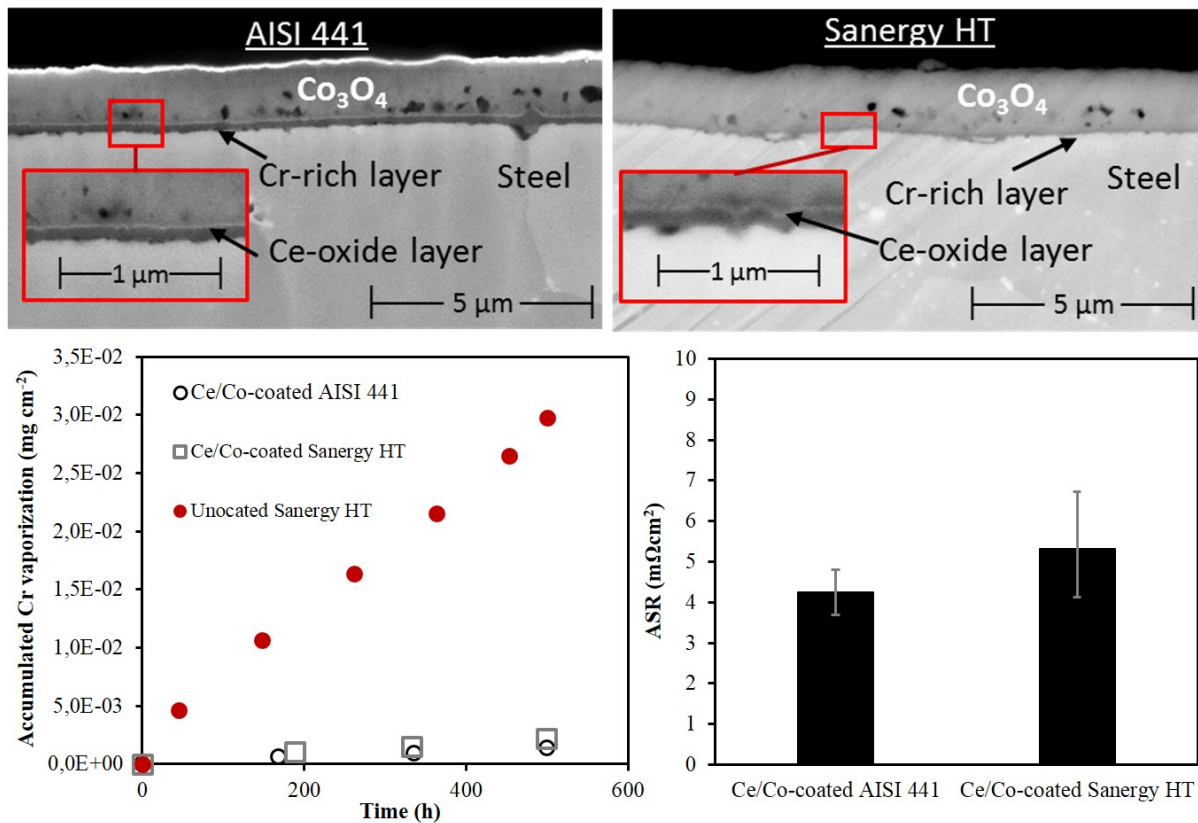 AISI 441
Co₃O₄
Cr-rich layer
Steel
Ce-oxide layer
1 µm
5 µm
Sanergy HT
Co₃O₄
Cr-rich layer
Steel
Ce-oxide layer
1 µm
5 µm
Accumulated Cr vaporization (mg cm⁻²)
3,5E-02
3,0E-02
2,5E-02
2,0E-02
1,5E-02
1,0E-02
5,0E-03
0,0E+00
Ce/Co-coated AISI 441
Ce/Co-coated Sanergy HT
Unocated Sanergy HT
0 200 400 600
Time (h)
ASR (mΩcm²)
10
9
8
7
6
5
4
3
2
1
0
Ce/Co-coated AISI 441 Ce/Co-coated Sanergy HT